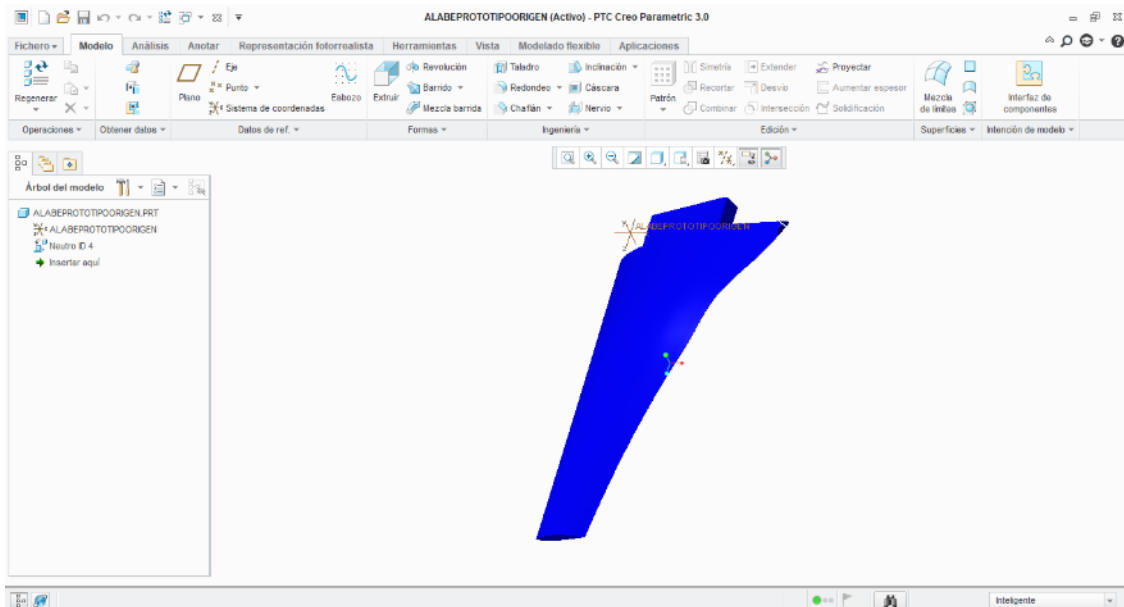 ALABEPROTOTIPOORIGEN (Activo) - PTC Creo Parametric 3.0
Fichero Modelo Análisis Anotar Representación fotorrealista Herramientas Vista Modelado flexible Aplicaciones
Regenerar
Plano
Eje
Punto
Sistema de coordenadas
Esbozo
Extruir
Revolución
Barrido
Mezcla barrida
Taladro
Redondeo
Chaflán
Inclinación
Cáscara
Nervio
Patrón
Simetría
Recortar
Combinar
Extender
Desvío
Intersección
Proyectar
Aumentar espesor
Solidificación
Mezcla
de límites
Interfaz de
componentes
Operaciones Obtener datos Datos de ref. Formas Ingeniería Edición Superficies Intención de modelo
Árbol del modelo
ALABEPROTOTIPOORIGEN.PRT
ALABEPROTOTIPOORIGEN
Neutro ID 4
Insertar aquí
ALABEPROTOTIPOORIGEN
Inteligente